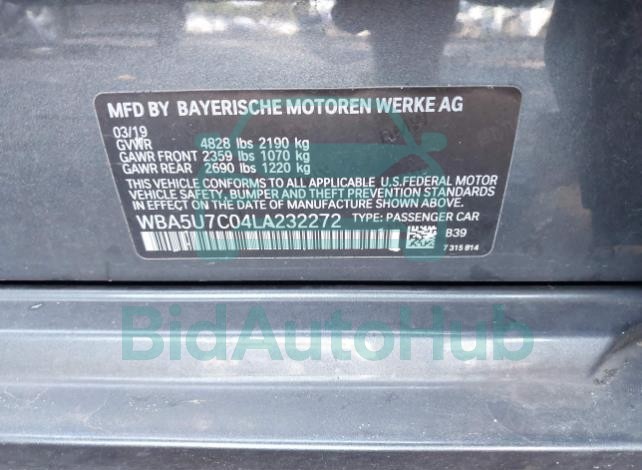 MFD BY BAYERISCHE MOTOREN WERKE AG
03/19
GVWR 4828 lbs 2190 kg
GAWR FRONT 2359 lbs 1070 kg
GAWR REAR 2690 lbs 1220 kg
THIS VEHICLE CONFORMS TO ALL APPLICABLE U.S.FEDERAL MOTOR
VEHICLE SAFETY, BUMPER AND THEFT PREVENTION STANDARDS
IN EFFECT ON THE DATE OF MANUFACTURE SHOWN ABOVE.
WBA5U7C04LA232272 TYPE: PASSENGER CAR
B39
7 315 814
BidAutoHub